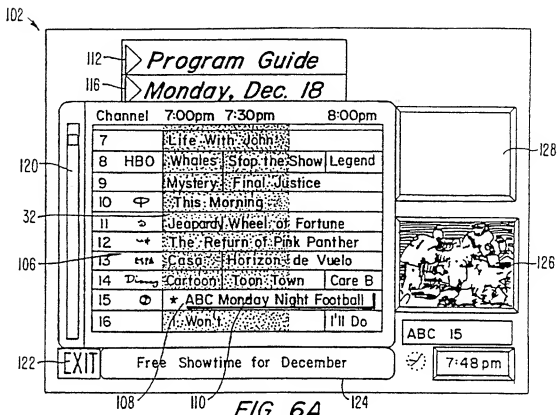 102
112 Program Guide
116 Monday, Dec. 18
Channel 7:00pm 7:30pm 8:00pm
7 Life With John
8 HBO Whales Stop the Show Legend
9 Mystery Final Justice
10 This Morning
11 Jeopardy Wheel of Fortune
12 The Return of Pink Panther
13 Casa Horizon de Vuelo
14 Cartoon Toon Town Care B
15 ★ ABC Monday Night Football
16 I Won't I'll Do
120
32
106
128
126
ABC 15
122 EXIT Free Showtime for December 7:48pm
108 110 124
FIG 6A